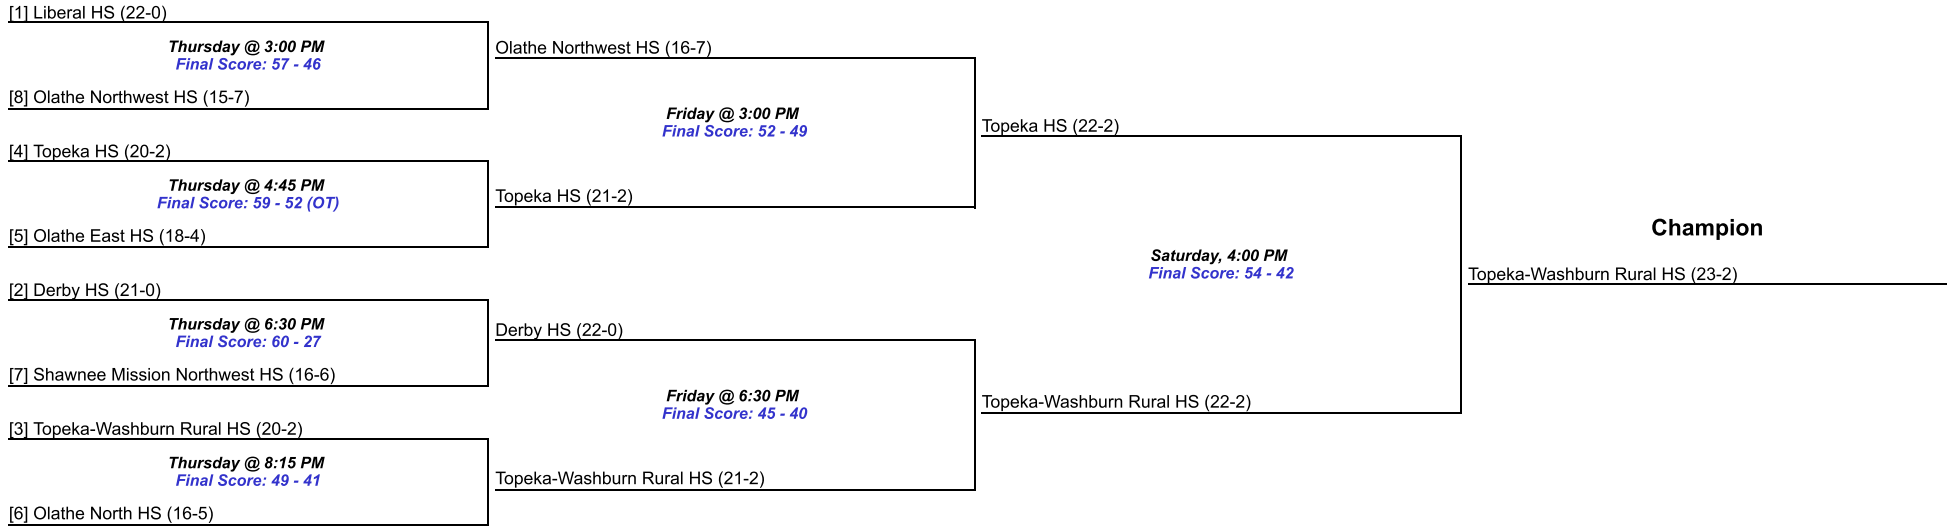 [1] Liberal HS (22-0)
Thursday @ 3:00 PM
Final Score: 57 - 46
[8] Olathe Northwest HS (15-7)
[4] Topeka HS (20-2)
Thursday @ 4:45 PM
Final Score: 59 - 52 (OT)
[5] Olathe East HS (18-4)
[2] Derby HS (21-0)
Thursday @ 6:30 PM
Final Score: 60 - 27
[7] Shawnee Mission Northwest HS (16-6)
[3] Topeka-Washburn Rural HS (20-2)
Thursday @ 8:15 PM
Final Score: 49 - 41
[6] Olathe North HS (16-5)
Olathe Northwest HS (16-7)
Friday @ 3:00 PM
Final Score: 52 - 49
Topeka HS (21-2)
Derby HS (22-0)
Friday @ 6:30 PM
Final Score: 45 - 40
Topeka-Washburn Rural HS (21-2)
Topeka HS (22-2)
Saturday, 4:00 PM
Final Score: 54 - 42
Topeka-Washburn Rural HS (22-2)
Champion
Topeka-Washburn Rural HS (23-2)